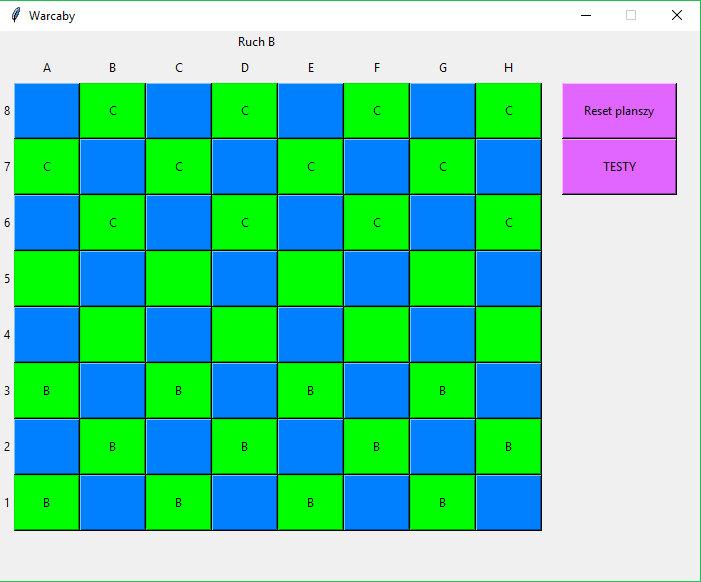 Warcaby
Ruch B
A B C D E F G H
8 C C C C Reset planszy
7 C C C C TESTY
6 C C C C
5
4
3 B B B B
2 B B B B
1 B B B B